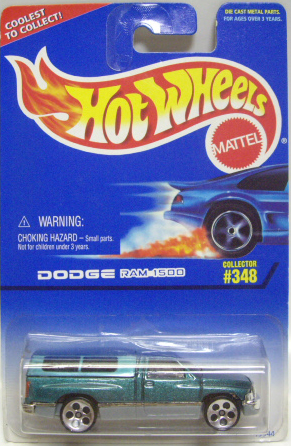 COOLEST
TO COLLECT!
DIE CAST METAL PARTS.
FOR AGES OVER 3 YEARS.
HOT WHEELS
MATTEL
WARNING:
CHOKING HAZARD – Small parts.
Not for children under 3 years.
DODGE RAM-1500
COLLECTOR
#348